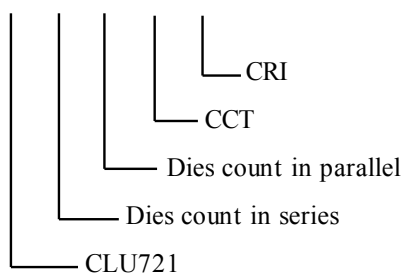 CRI
CCT
Dies count in parallel
Dies count in series
CLU721